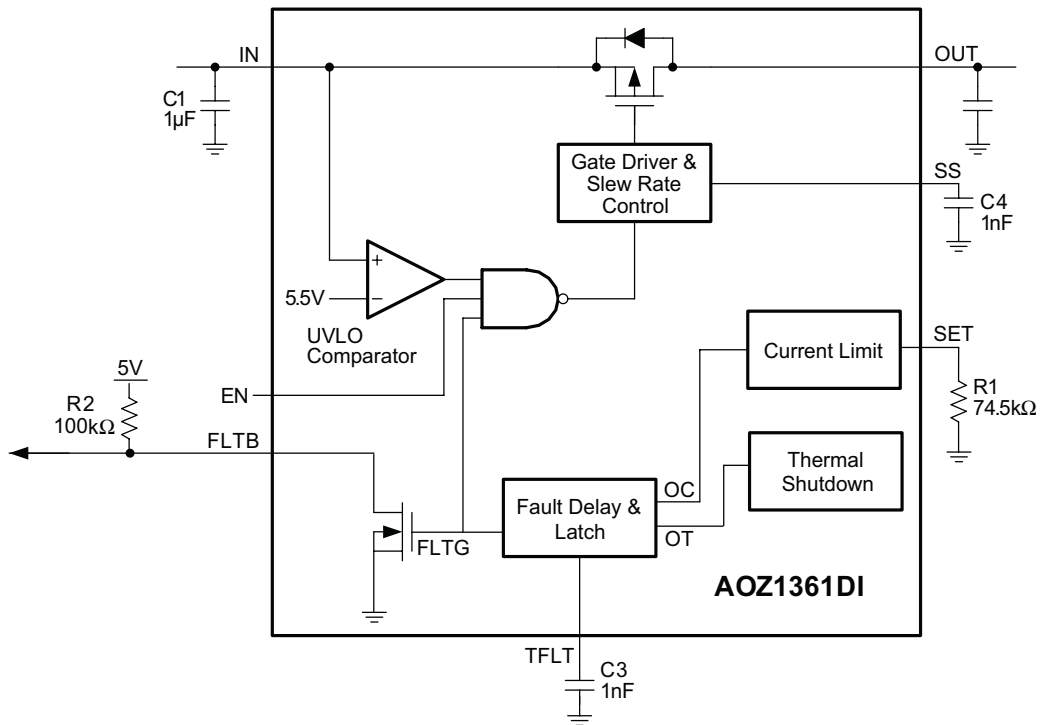 IN
OUT
C1
1µF
Gate Driver &
Slew Rate
Control
SS
C4
1nF
+
5.5V
−
UVLO
Comparator
SET
Current Limit
R1
74.5kΩ
5V
EN
R2
100kΩ
FLTB
Thermal
Shutdown
OC
Fault Delay &
Latch
OT
FLTG
AOZ1361DI
TFLT
C3
1nF